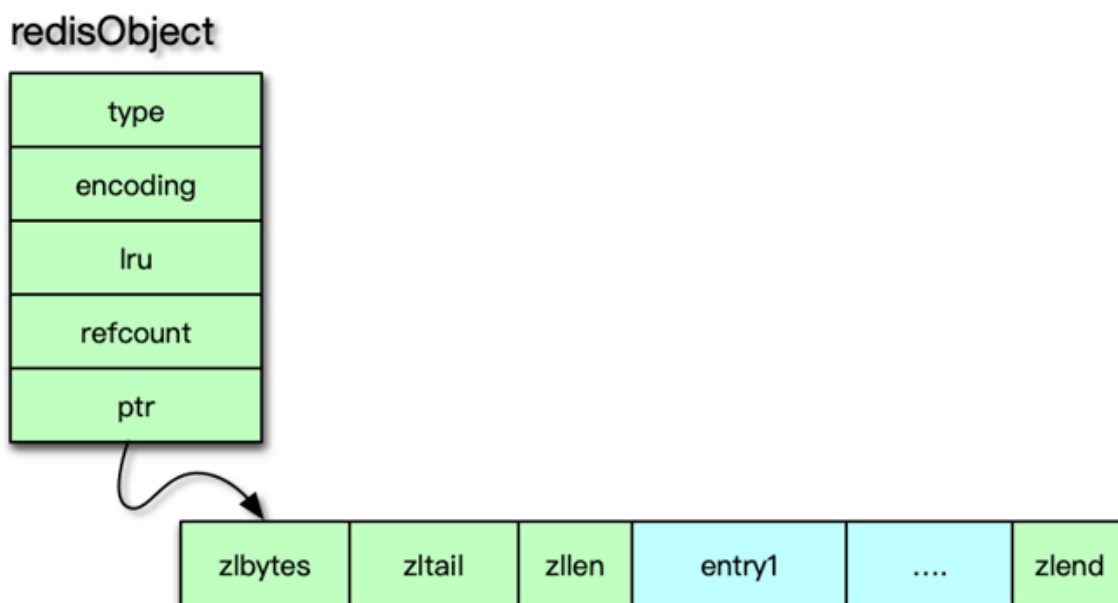 redisObject
type
encoding
lru
refcount
ptr
zlbytes zltail zllen entry1 .... zlend